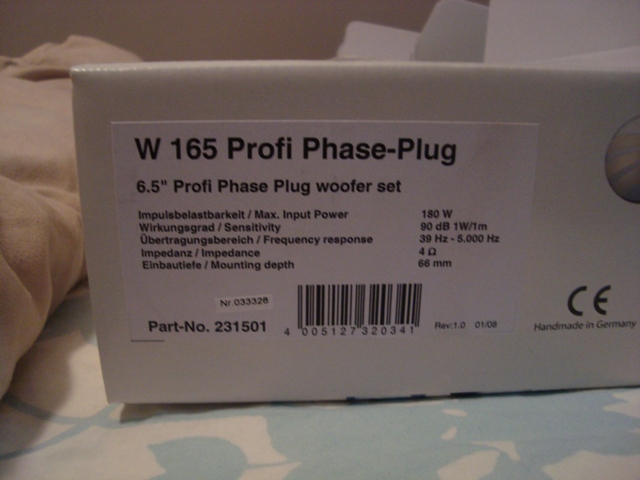 W 165 Profi Phase-Plug
6.5" Profi Phase Plug woofer set
Impulsbelastbarkeit / Max. Input Power 180 W
Wirkungsgrad / Sensitivity 90 dB 1W/1m
Übertragungsbereich / Frequency response 39 Hz - 5.000 Hz
Impedanz / Impedance 4 Ω
Einbautiefe / Mounting depth 66 mm
Nr.033328
Part-No. 231501
4 005127 320341
Rev:1.0 01/08
CE
Handmade in Germany